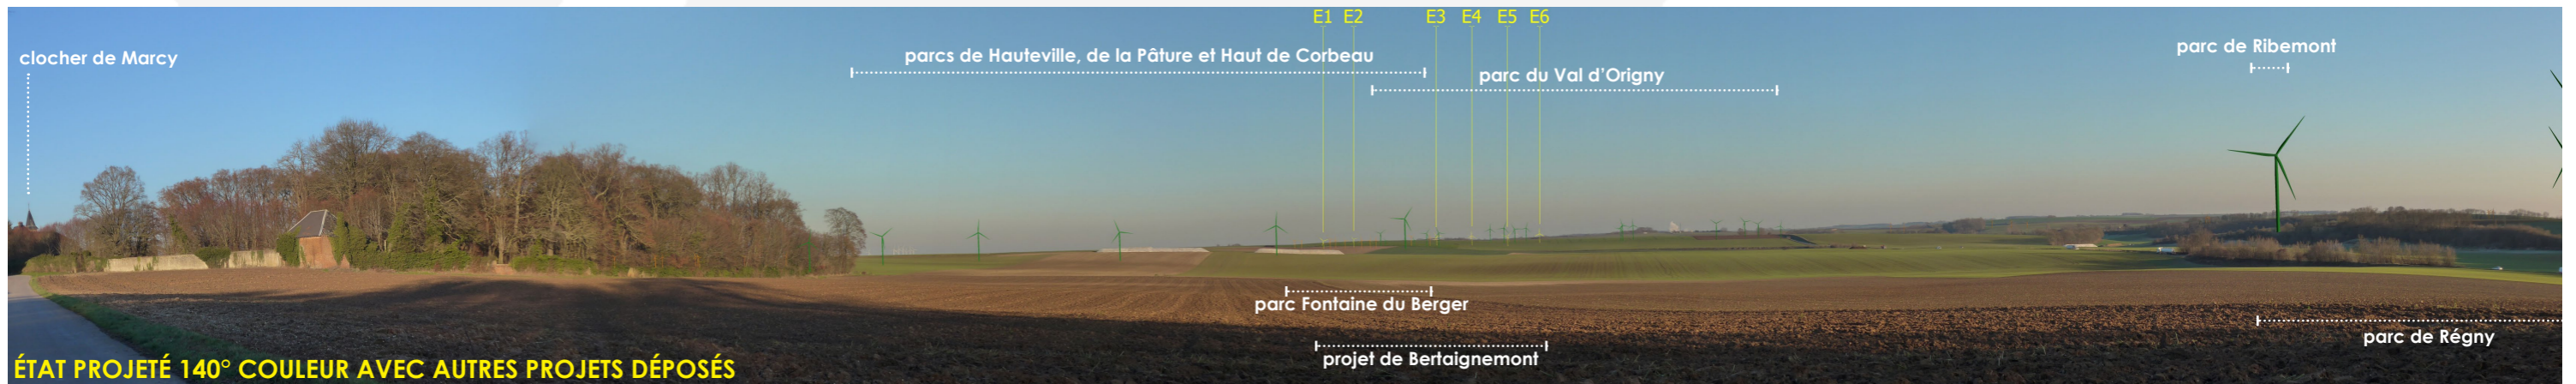 E1 E2 E3 E4 E5 E6
clocher de Marcy
parcs de Hauteville, de la Pâture et Haut de Corbeau
parc du Val d'Origny
parc de Ribemont
parc Fontaine du Berger
parc de Régny
projet de Bertaignemont
ÉTAT PROJETÉ 140° COULEUR AVEC AUTRES PROJETS DÉPOSÉS